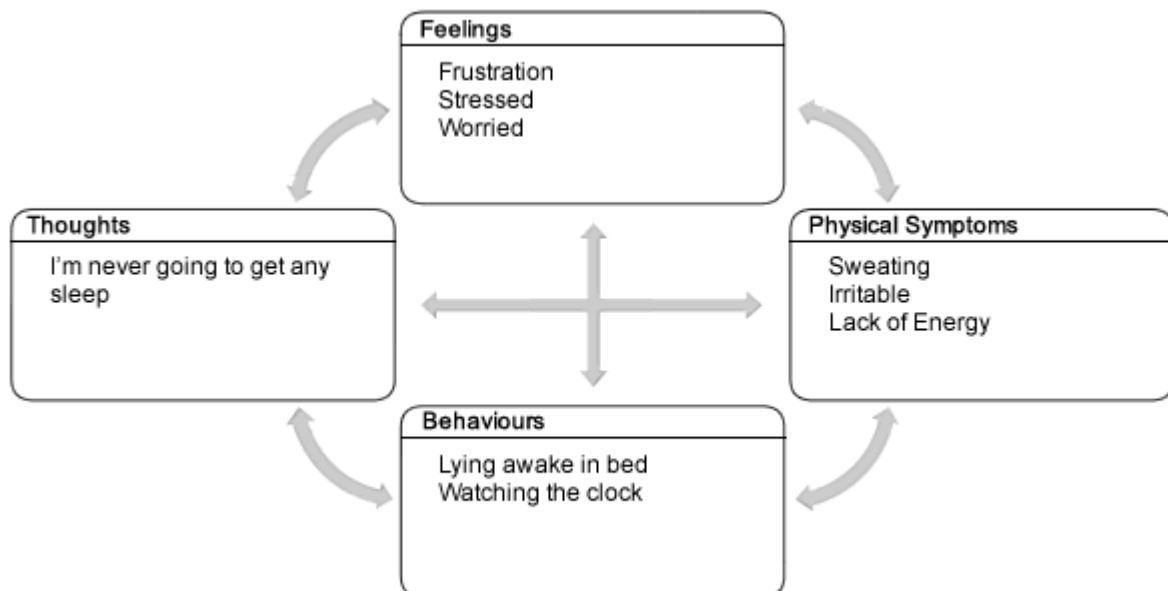 Feelings
Frustration
Stressed
Worried
Thoughts
I'm never going to get any
sleep
Physical Symptoms
Sweating
Irritable
Lack of Energy
Behaviours
Lying awake in bed
Watching the clock